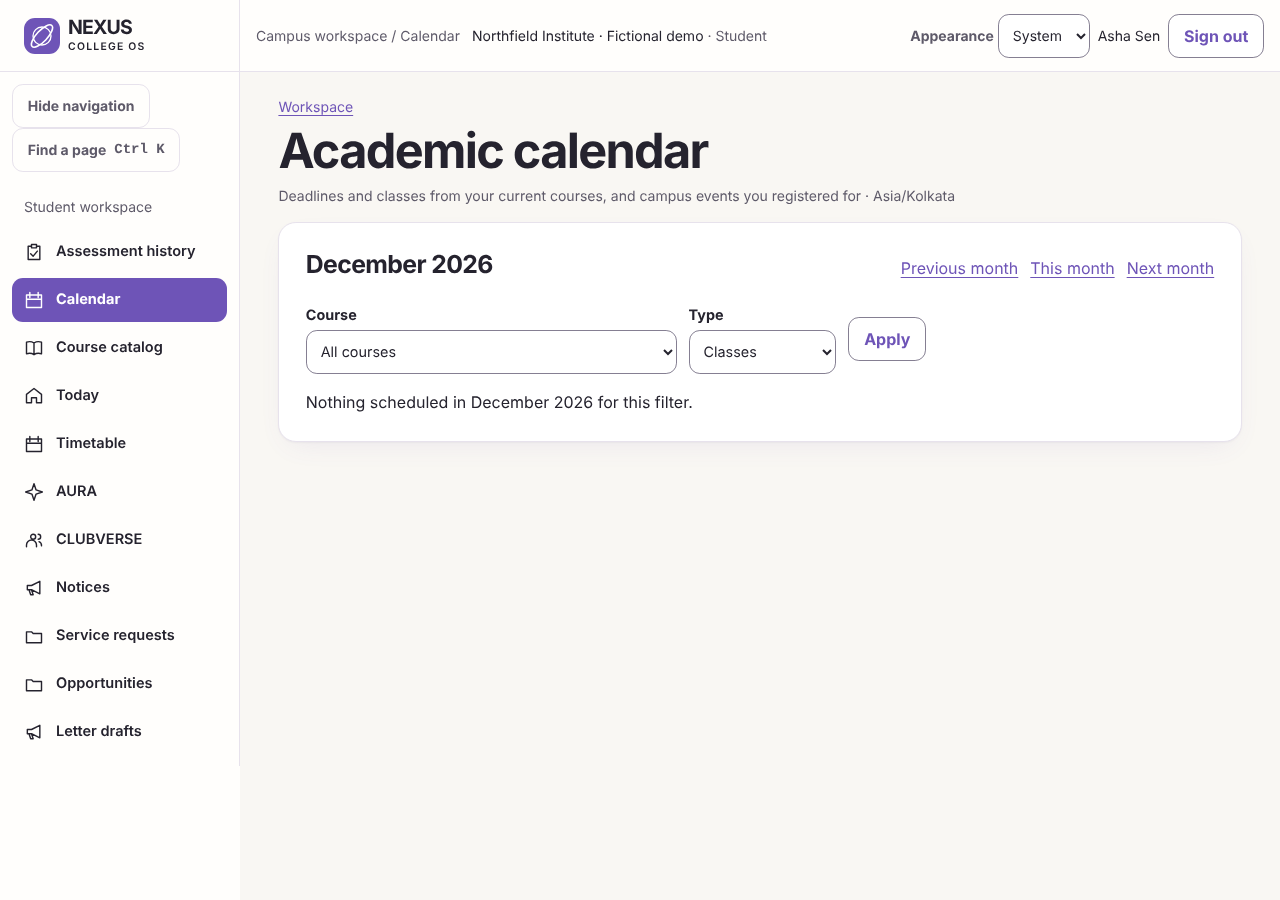 NEXUS
COLLEGE OS
Campus workspace / Calendar Northfield Institute · Fictional demo · Student
Appearance System Asha Sen Sign out
Hide navigation
Find a page Ctrl K
Student workspace
Assessment history
Calendar
Course catalog
Today
Timetable
AURA
CLUBVERSE
Notices
Service requests
Opportunities
Letter drafts
Workspace
Academic calendar
Deadlines and classes from your current courses, and campus events you registered for · Asia/Kolkata
December 2026
Previous month This month Next month
Course Type
All courses Classes Apply
Nothing scheduled in December 2026 for this filter.